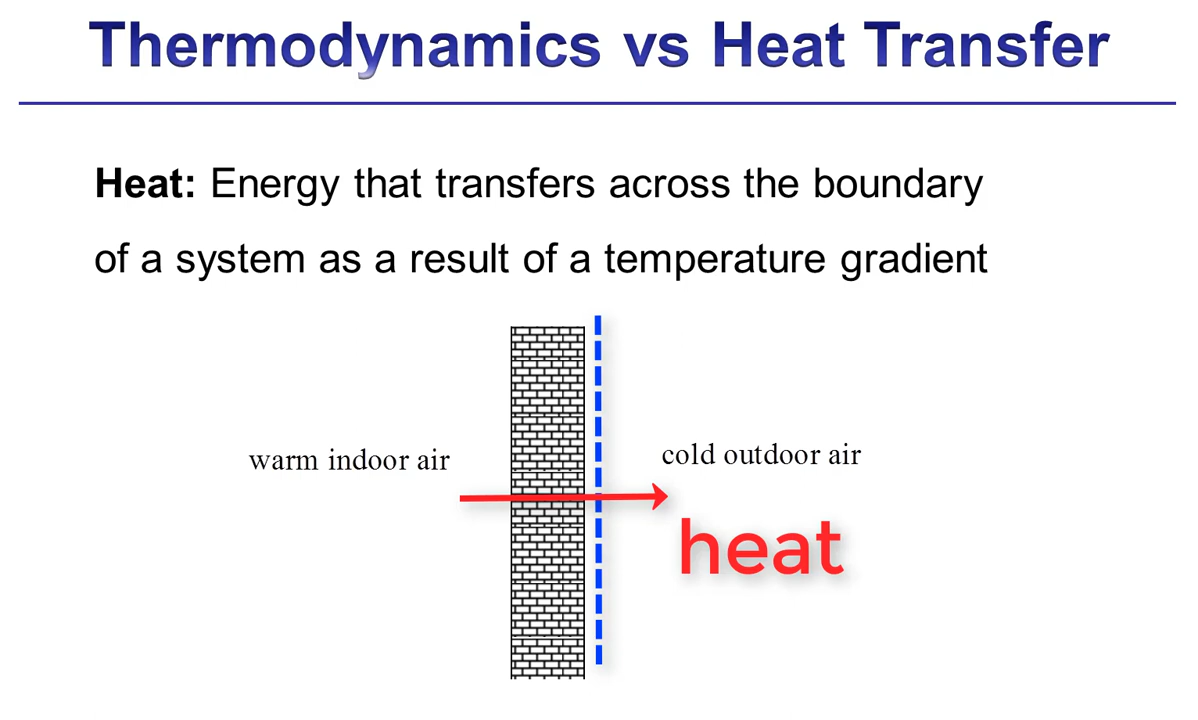 Thermodynamics vs Heat Transfer
Heat: Energy that transfers across the boundary
of a system as a result of a temperature gradient
warm indoor air
cold outdoor air
heat